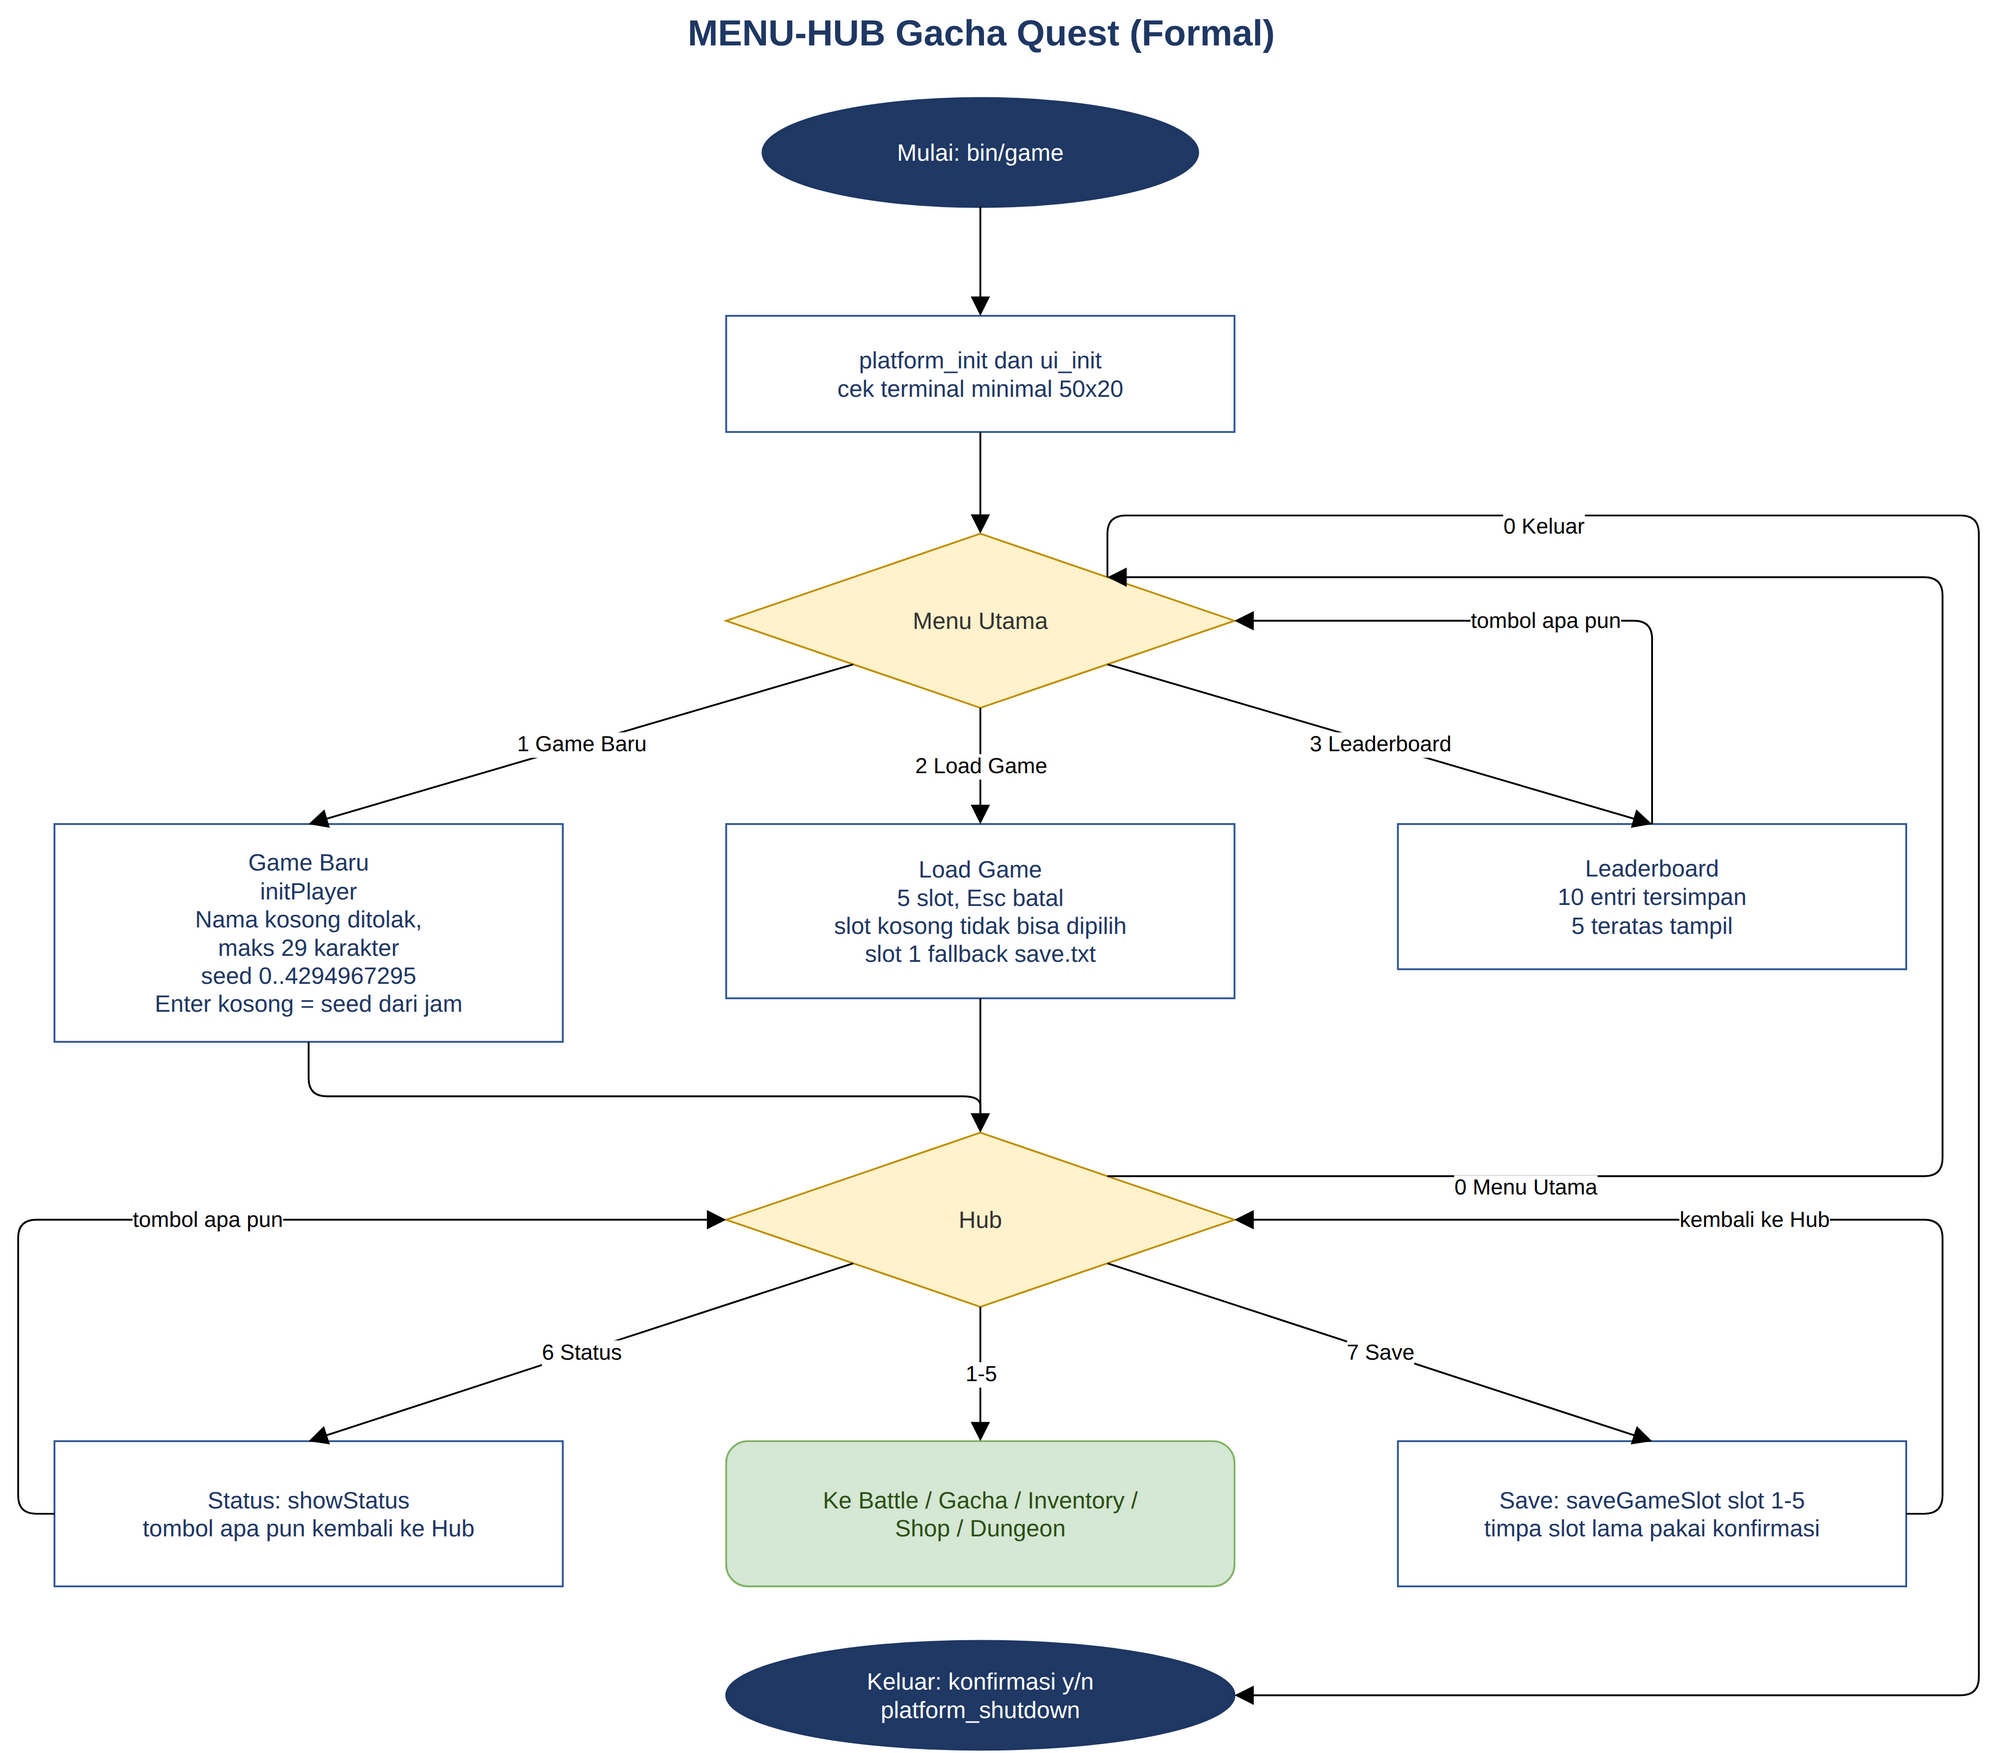 MENU-HUB Gacha Quest (Formal)
Mulai: bin/game
platform_init dan ui_init
cek terminal minimal 50x20
0 Keluar
Menu Utama
tombol apa pun
1 Game Baru
2 Load Game
3 Leaderboard
Game Baru
initPlayer
Nama kosong ditolak,
maks 29 karakter
seed 0..4294967295
Enter kosong = seed dari jam
Load Game
5 slot, Esc batal
slot kosong tidak bisa dipilih
slot 1 fallback save.txt
Leaderboard
10 entri tersimpan
5 teratas tampil
0 Menu Utama
tombol apa pun
Hub
kembali ke Hub
6 Status
1-5
7 Save
Status: showStatus
tombol apa pun kembali ke Hub
Ke Battle / Gacha / Inventory /
Shop / Dungeon
Save: saveGameSlot slot 1-5
timpa slot lama pakai konfirmasi
Keluar: konfirmasi y/n
platform_shutdown